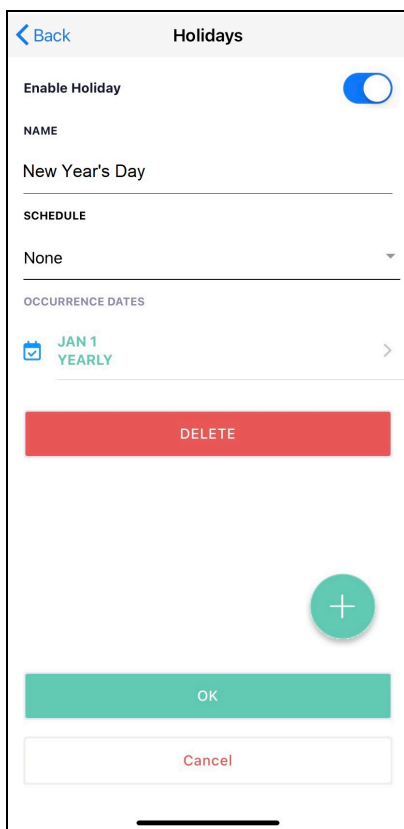 Back Holidays
Enable Holiday
NAME
New Year's Day
SCHEDULE
None
OCCURRENCE DATES
JAN 1
YEARLY
DELETE
OK
Cancel